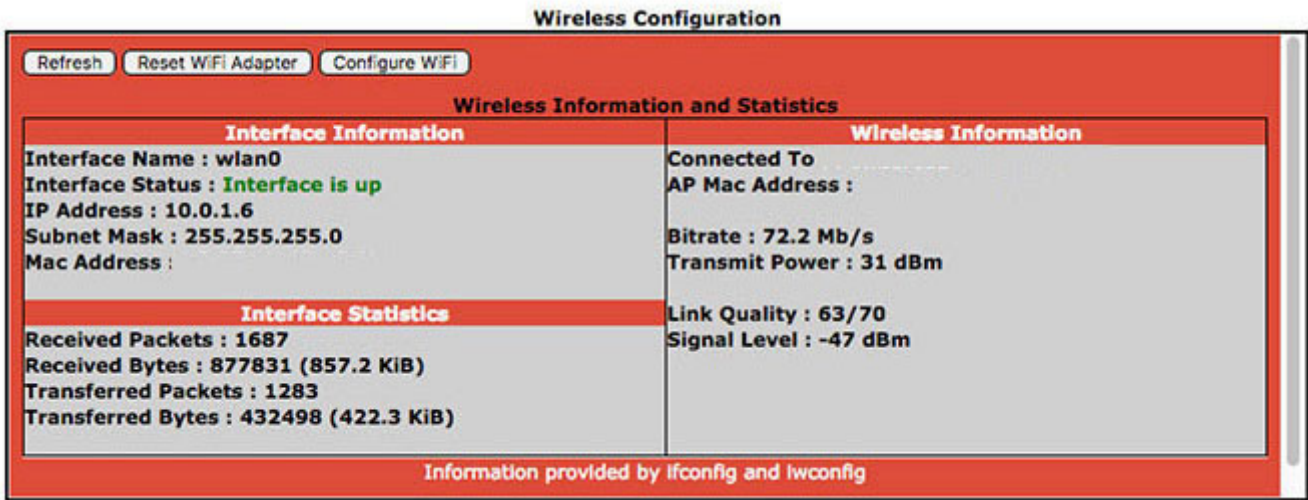 Wireless Configuration
Refresh Reset WiFi Adapter Configure WiFi
Wireless Information and Statistics
Interface Information
Interface Name : wlan0
Interface Status : Interface is up
IP Address : 10.0.1.6
Subnet Mask : 255.255.255.0
Mac Address :
Interface Statistics
Received Packets : 1687
Received Bytes : 877831 (857.2 KiB)
Transferred Packets : 1283
Transferred Bytes : 432498 (422.3 KiB)
Wireless Information
Connected To
AP Mac Address :
Bitrate : 72.2 Mb/s
Transmit Power : 31 dBm
Link Quality : 63/70
Signal Level : -47 dBm
Information provided by ifconfig and iwconfig